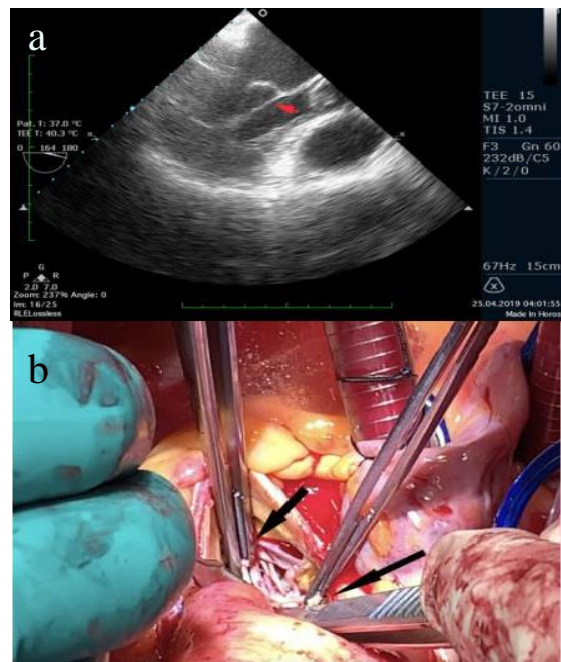 a
TEE 15
S7-2omni
MI 1.0
TIS 1.4
Pat. T: 37.0 °C
TEE T: 40.3 °C
0 164 180
F3 Gn 60
232dB/C5
K/2/0
G
P R
2.0 7.0
67Hz 15cm
Zoom: 237% Angle: 0
Im: 16/25
RLELossless
X
25.04.2019 04:01:55
Made In Horos
b